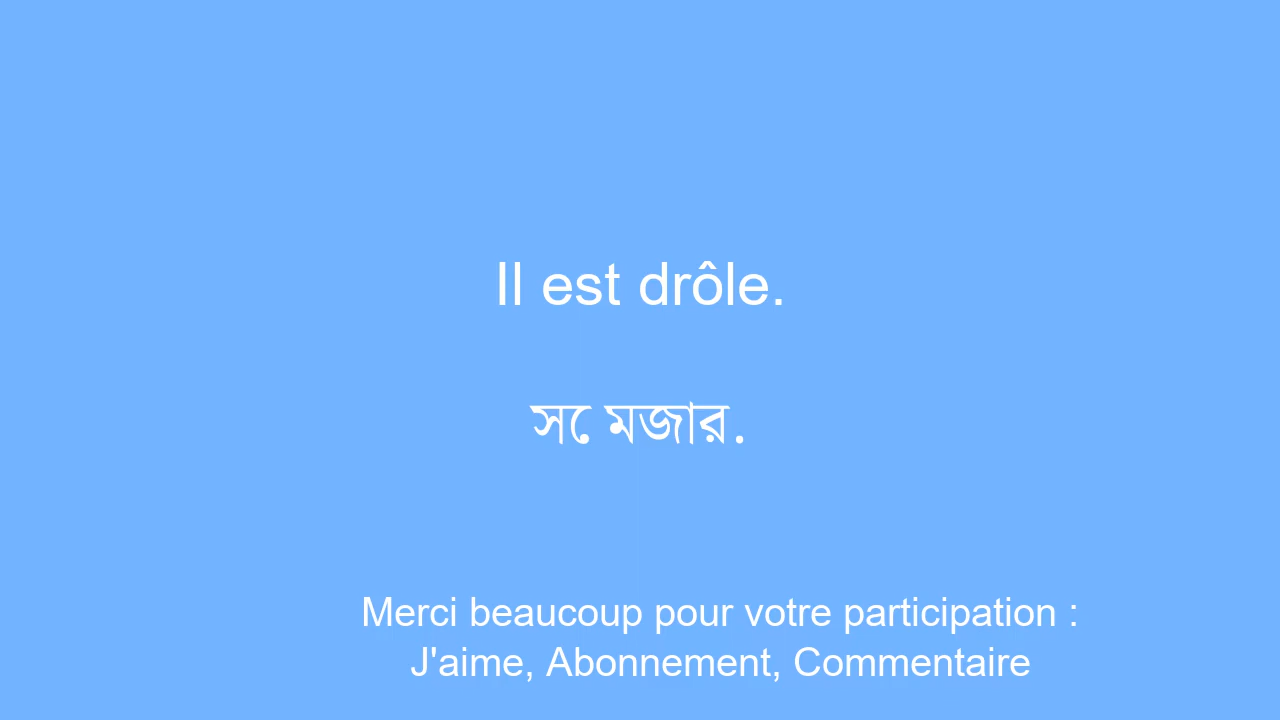 Il est drôle.
সে মজার.
Merci beaucoup pour votre participation :
J'aime, Abonnement, Commentaire